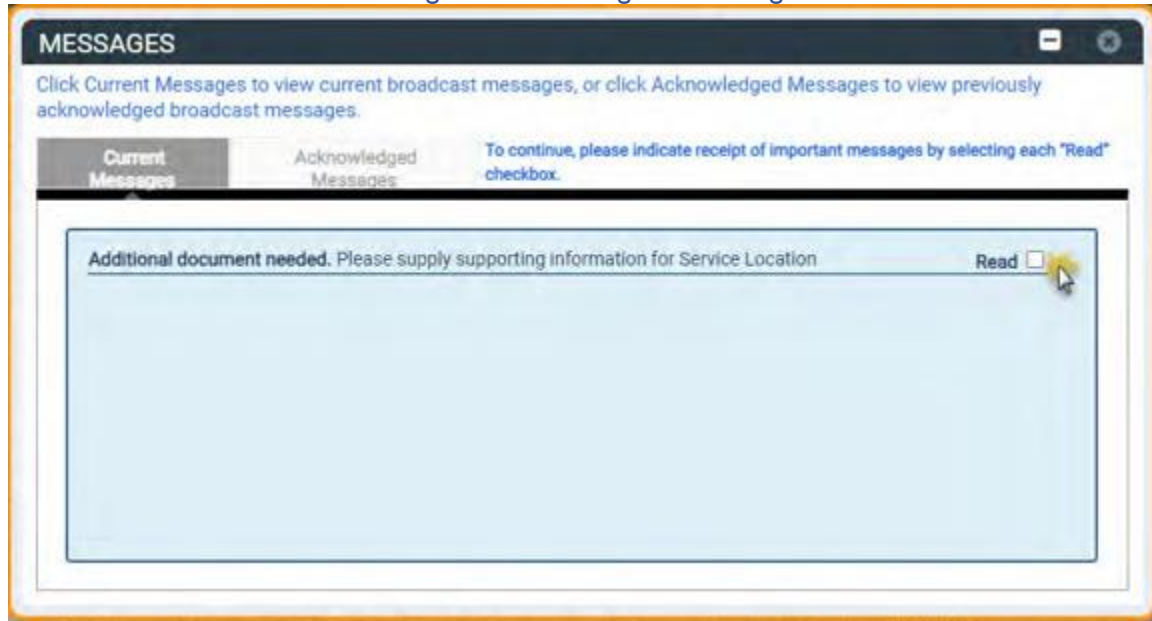 MESSAGES
Click Current Messages to view current broadcast messages, or click Acknowledged Messages to view previously
acknowledged broadcast messages.
Current
Messages
Acknowledged
Messages
To continue, please indicate receipt of important messages by selecting each "Read"
checkbox.
Additional document needed. Please supply supporting information for Service Location
Read